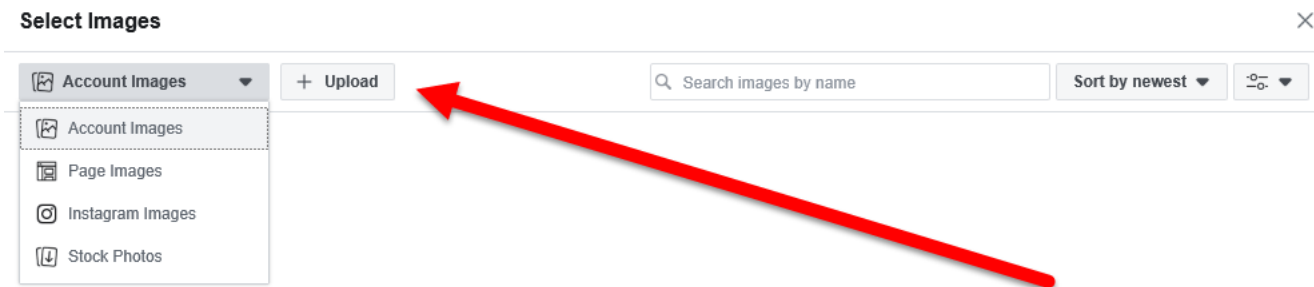 Select Images
Account Images + Upload Search images by name Sort by newest
Account Images
Page Images
Instagram Images
Stock Photos